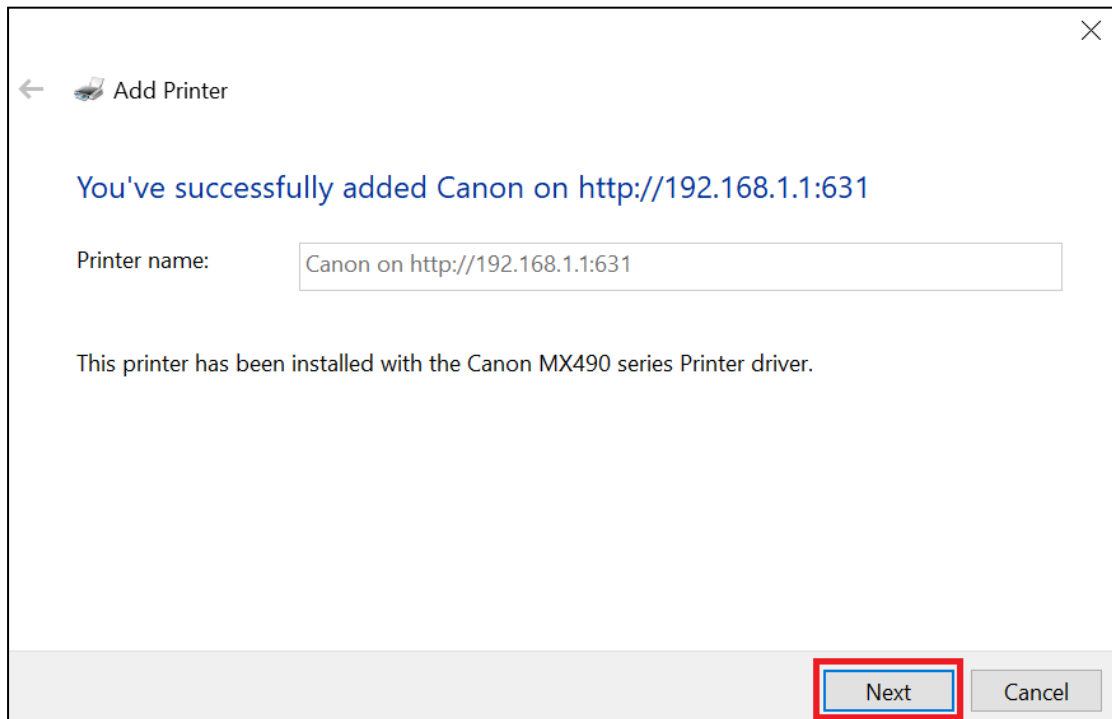 Add Printer
You've successfully added Canon on http://192.168.1.1:631
Printer name:
Canon on http://192.168.1.1:631
This printer has been installed with the Canon MX490 series Printer driver.
Next
Cancel